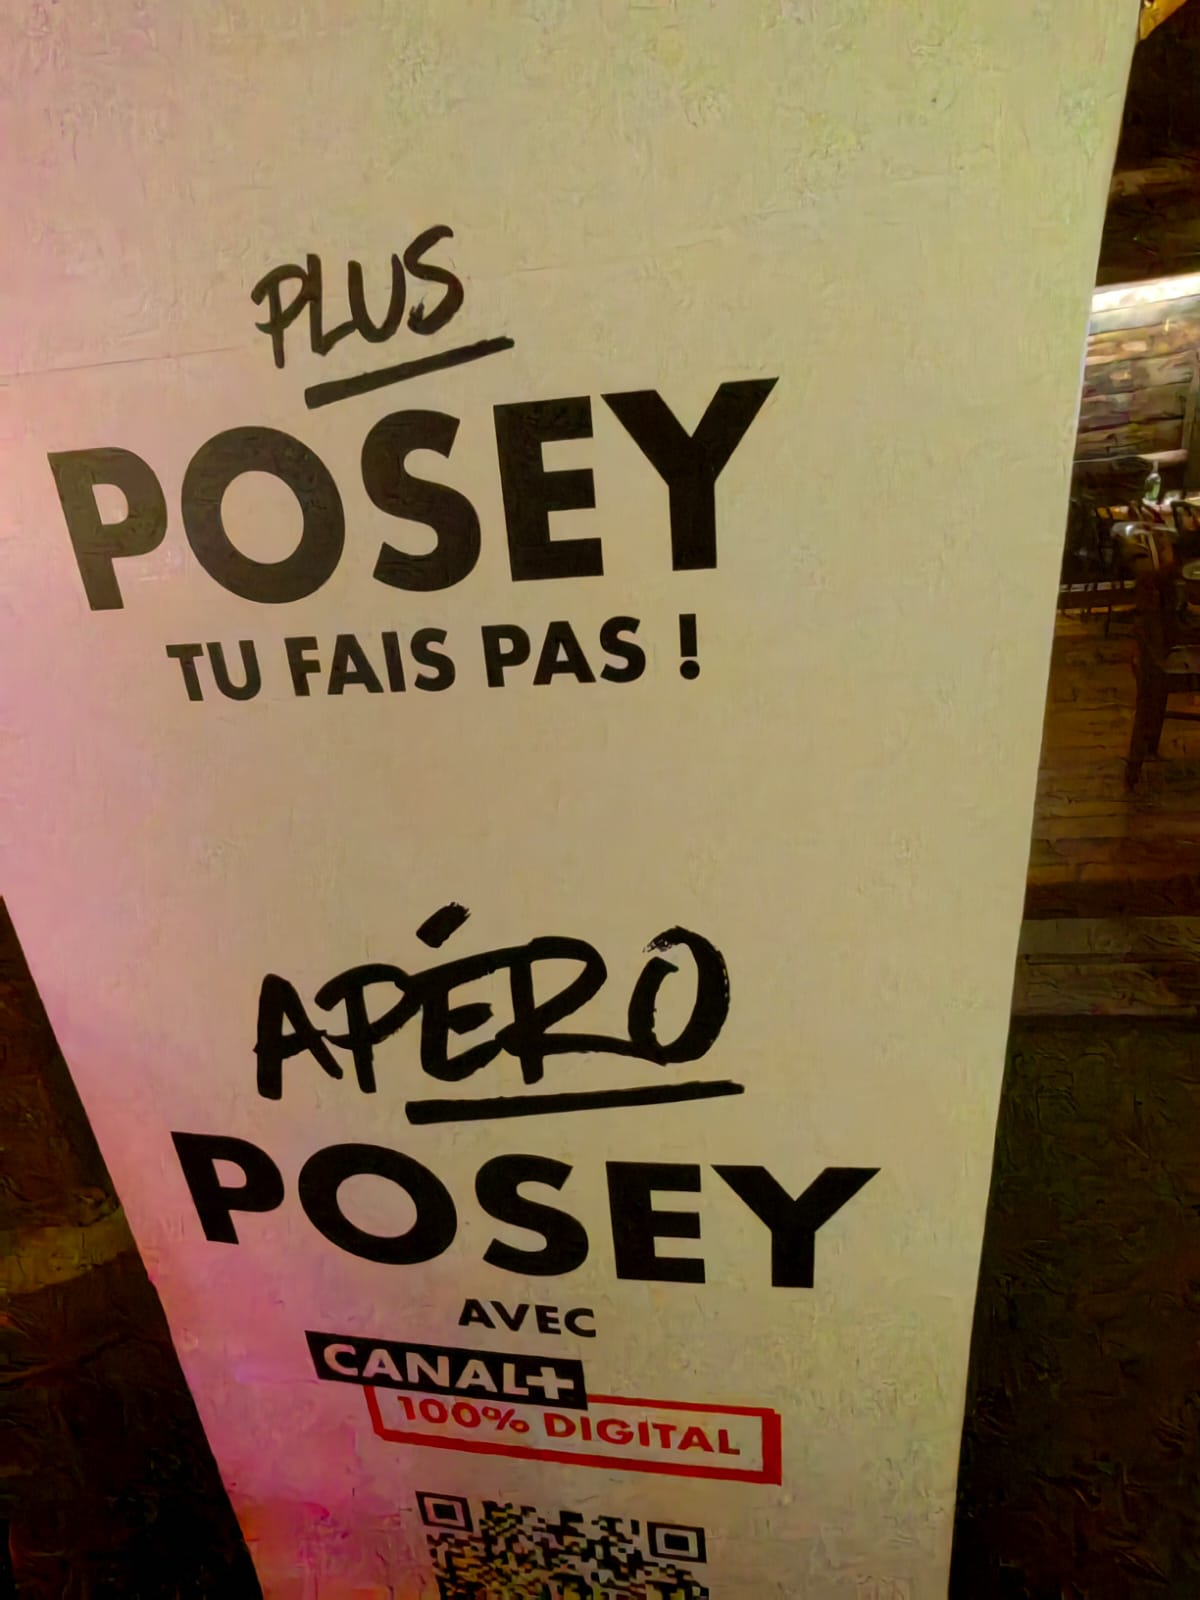 PLUS
POSEY
TU FAIS PAS !
APÉRO
POSEY
AVEC
CANAL+
100% DIGITAL